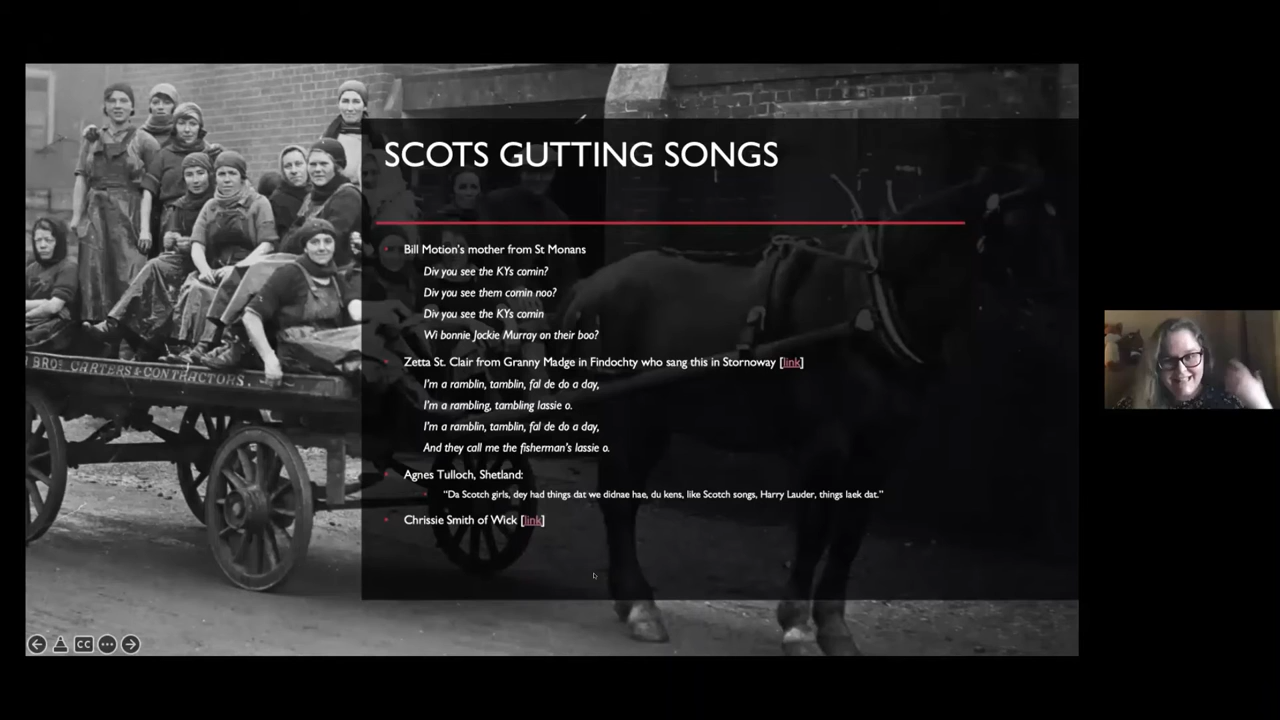 SCOTS GUTTING SONGS
Bill Motion's mother from St Monans
Div you see the KYs comin?
Div you see them comin noo?
Div you see the KYs comin
Wi bonnie Jockie Murray on their boo?
Zetta St. Clair from Granny Madge in Findochty who sang this in Stornoway [link]
I'm a ramblin, tamblin, fal de do a day,
I'm a rambling, tambling lassie o.
I'm a ramblin, tamblin, fal de do a day,
And they call me the fisherman's lassie o.
Agnes Tulloch, Shetland:
"Da Scotch girls, dey had things dat we didnae hae, du kens, like Scotch songs, Harry Lauder, things laek dat."
Chrissie Smith of Wick [link]
BROS CARTERS & CONTRACTORS.
CC